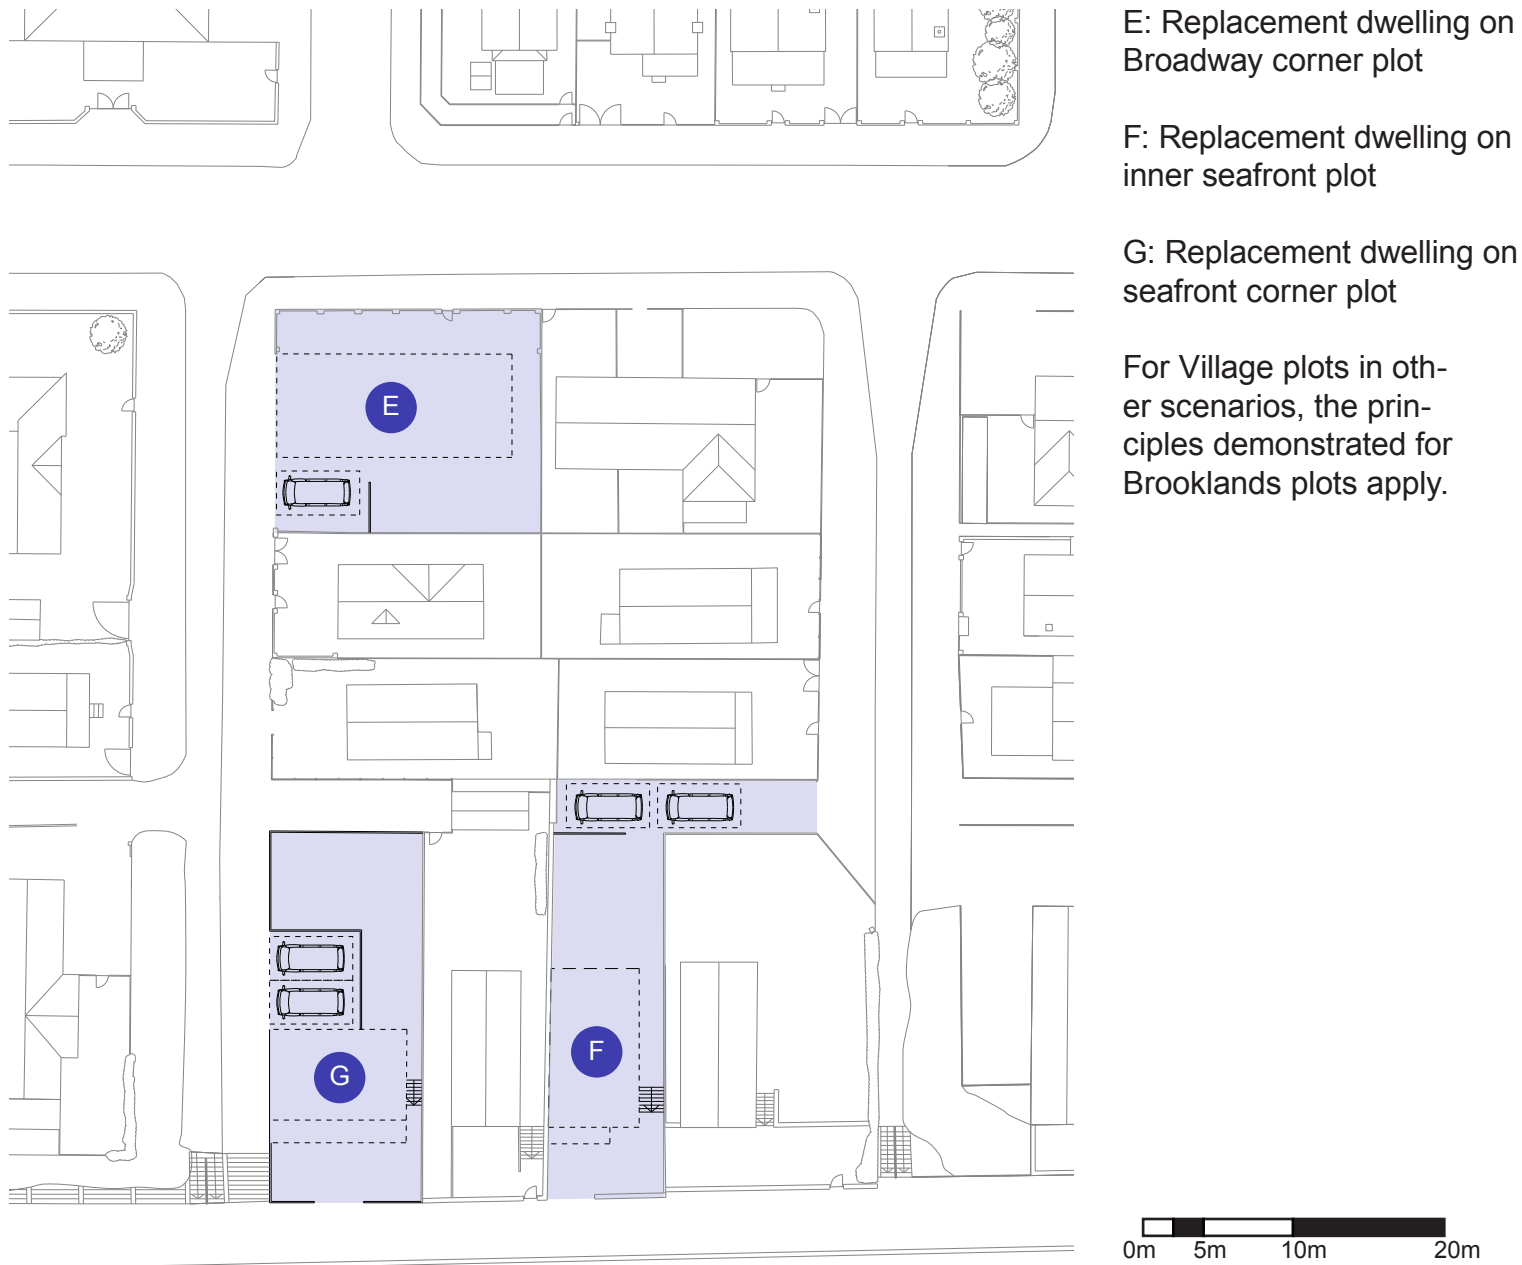 E: Replacement dwelling on
Broadway corner plot
F: Replacement dwelling on
inner seafront plot
G: Replacement dwelling on
seafront corner plot
For Village plots in oth-
er scenarios, the prin-
ciples demonstrated for
Brooklands plots apply.
E
F
G
0m 5m 10m 20m